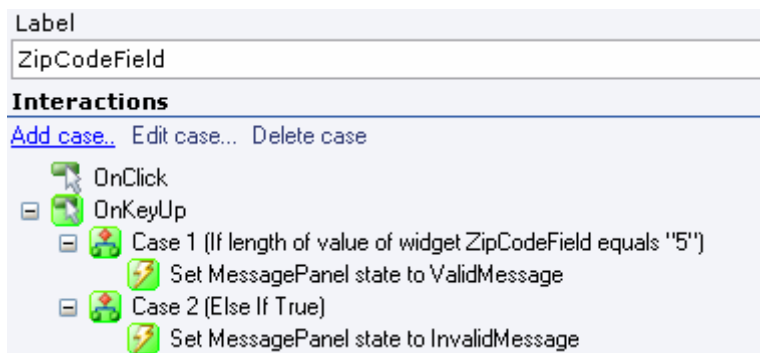 Label
ZipCodeField
Interactions
Add case.. Edit case... Delete case
OnClick
OnKeyUp
Case 1 (If length of value of widget ZipCodeField equals "5")
Set MessagePanel state to ValidMessage
Case 2 (Else If True)
Set MessagePanel state to InvalidMessage